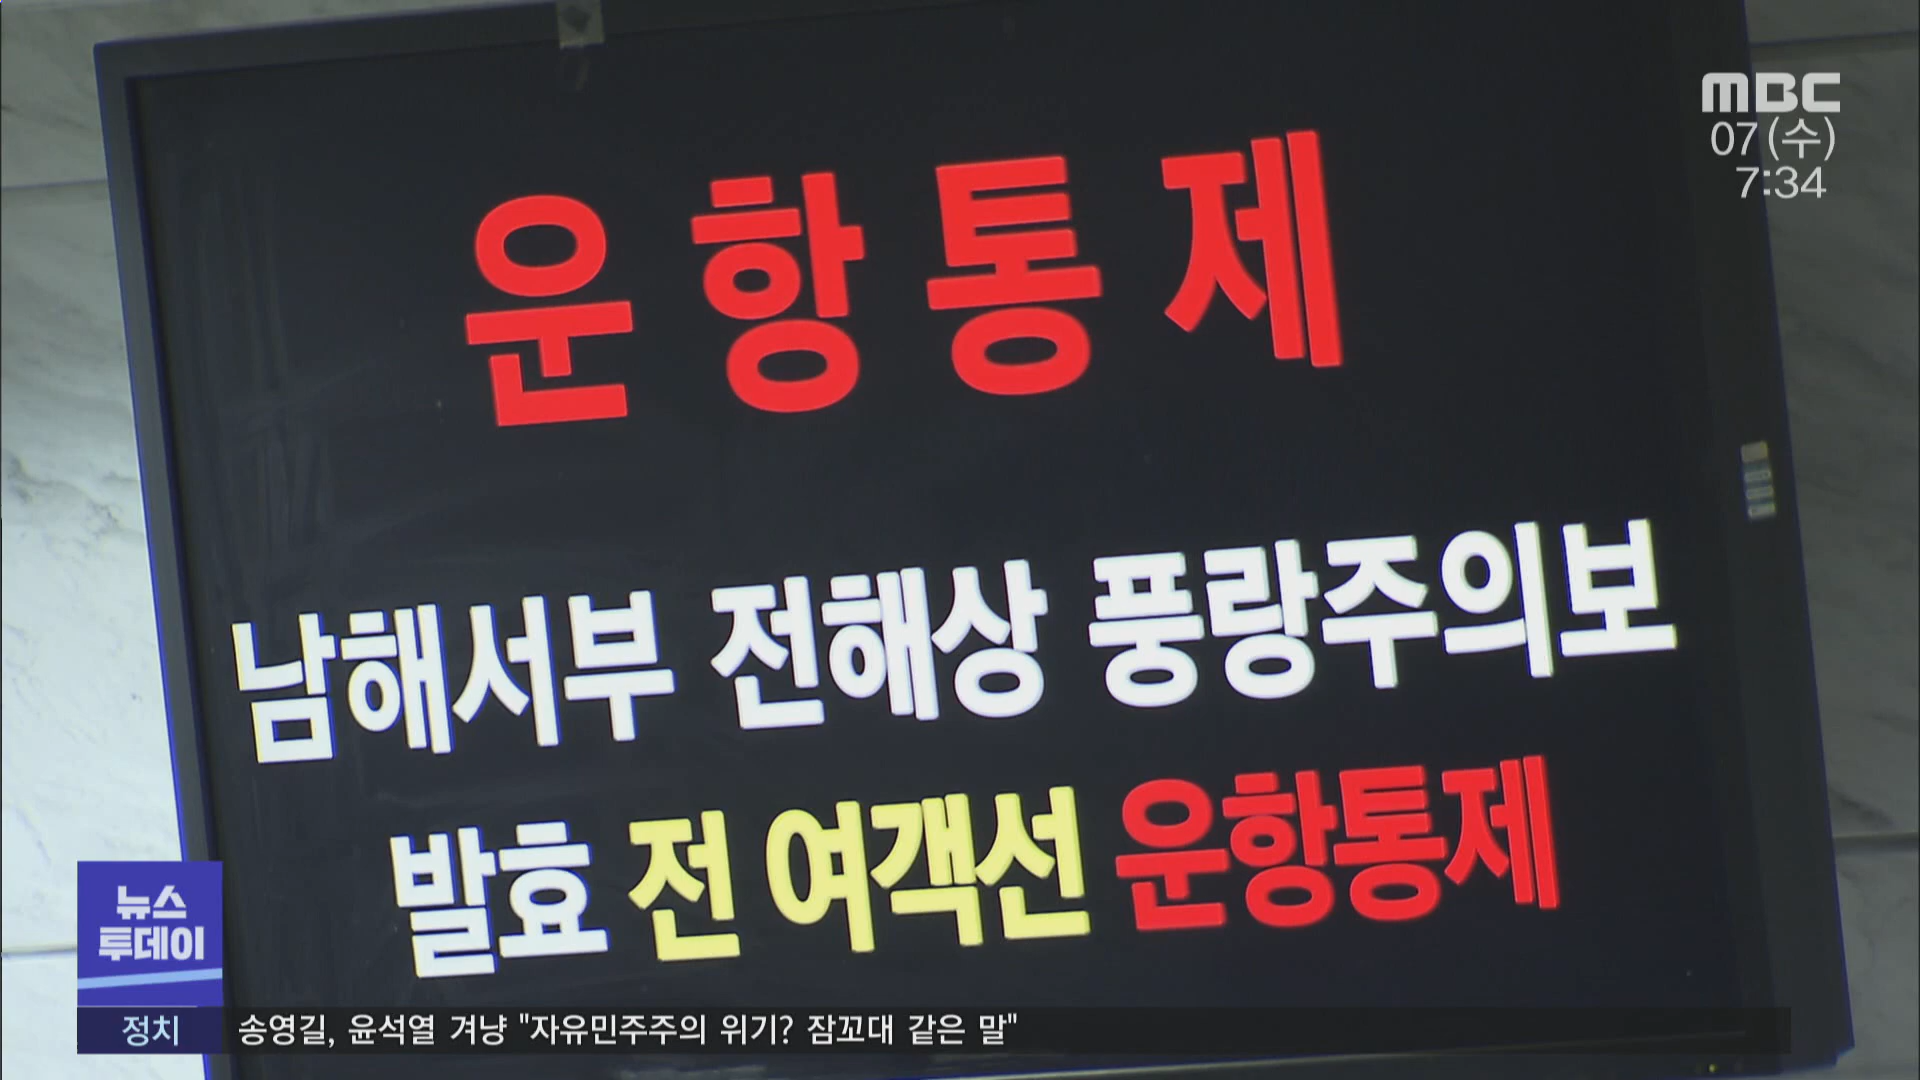 MBC
07(수)
7:34
운항통제
남해서부 전해상 풍랑주의보
발효 전 여객선 운항통제
뉴스
투데이
정치 송영길, 윤석열 겨냥 "자유민주주의 위기? 잠꼬대 같은 말"